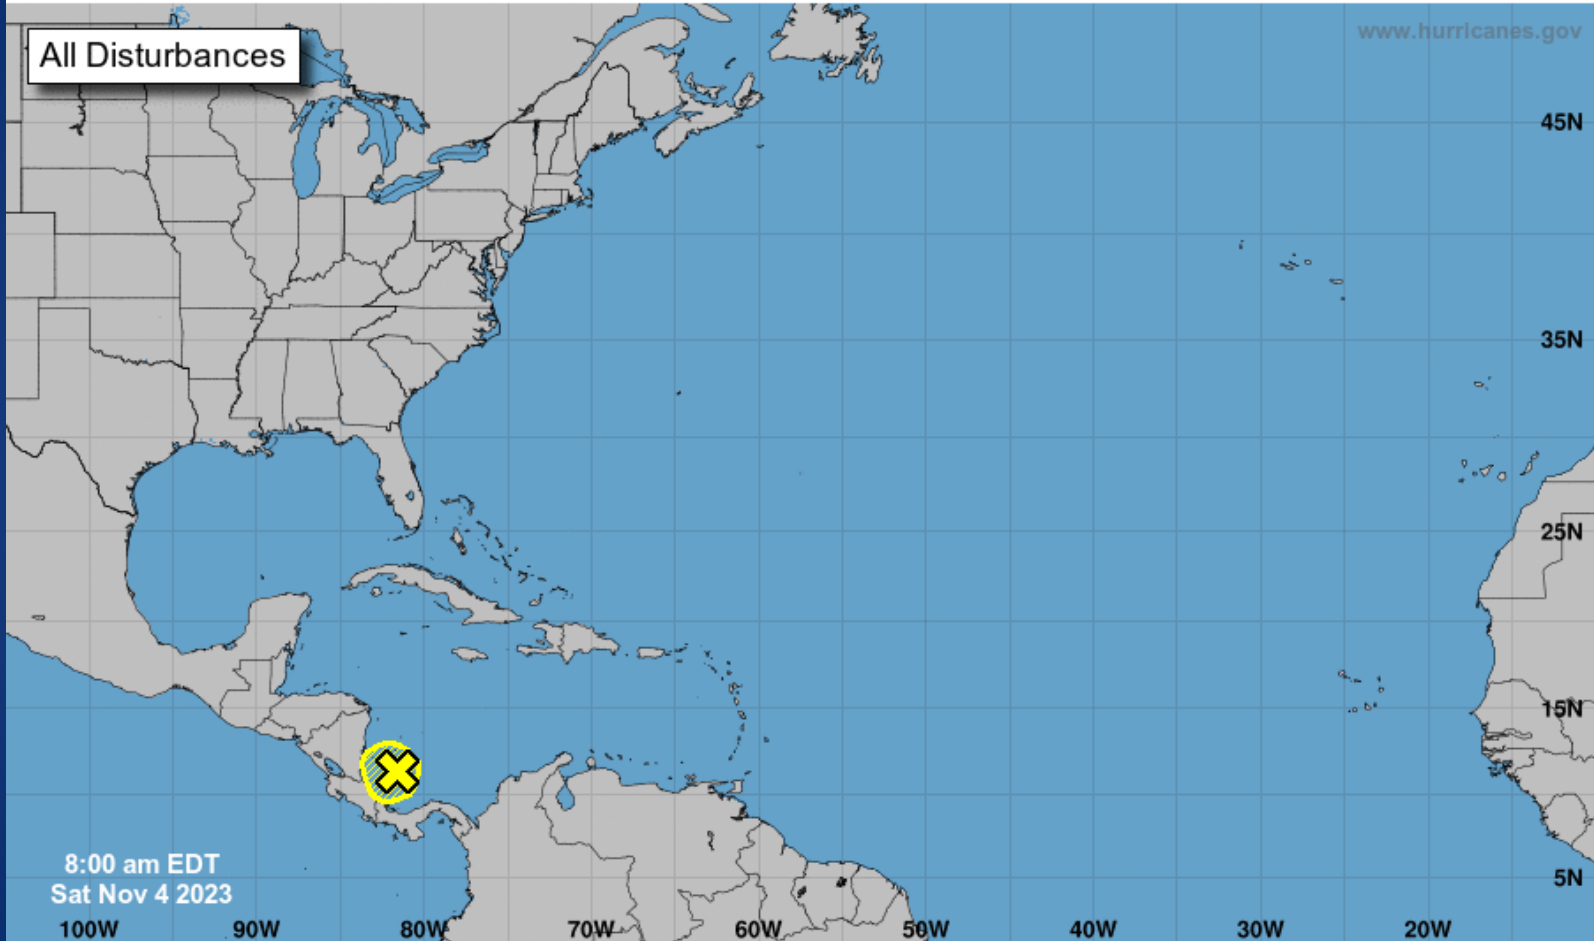 www.hurricanes.gov
All Disturbances
45N
35N
25N
15N
8:00 am EDT
Sat Nov 4 2023
5N
100W 90W 80W 70W 60W 50W 40W 30W 20W